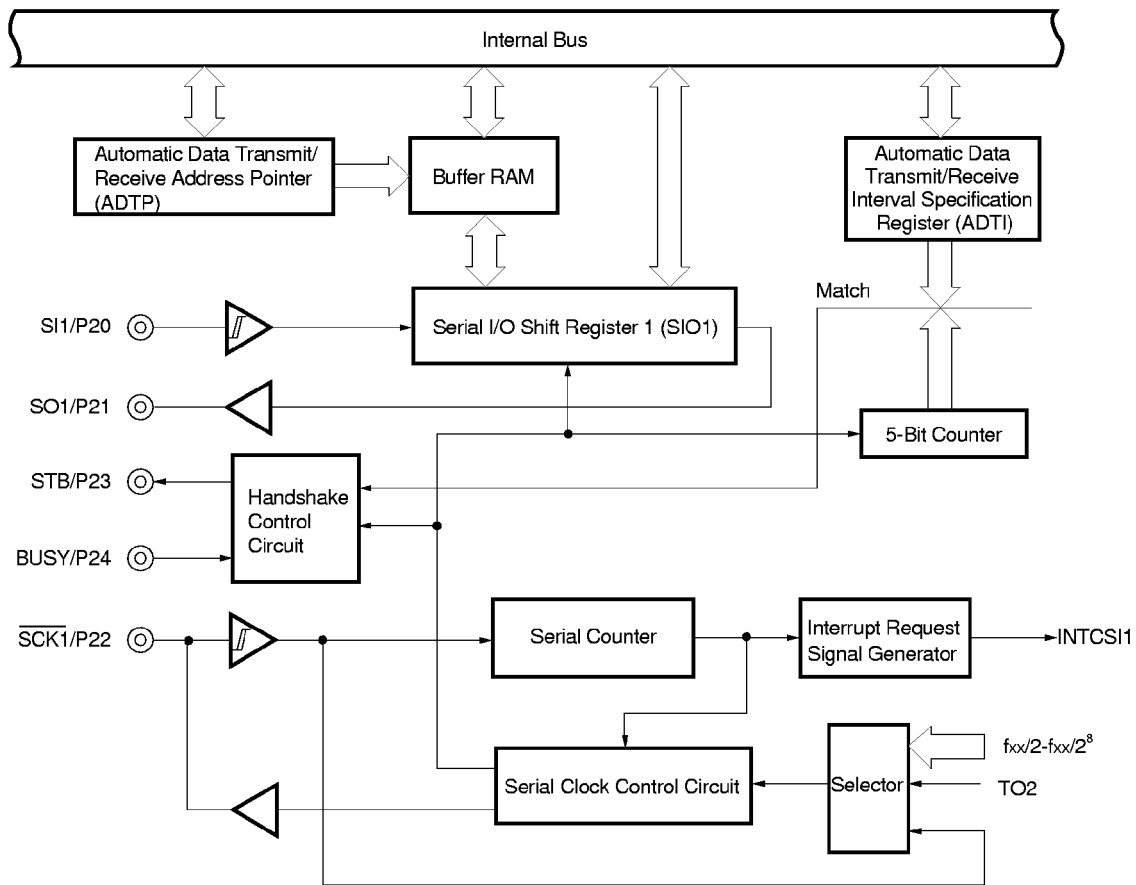 Internal Bus
Automatic Data Transmit/
Receive Address Pointer
(ADTP)
Buffer RAM
Automatic Data
Transmit/Receive
Interval Specification
Register (ADTI)
Match
SI1/P20
Serial I/O Shift Register 1 (SIO1)
SO1/P21
5-Bit Counter
STB/P23
Handshake
Control
Circuit
BUSY/P24
SCK1/P22
Serial Counter
Interrupt Request
Signal Generator
INTCSI1
Serial Clock Control Circuit
Selector
fxx/2-fxx/2⁸
TO2